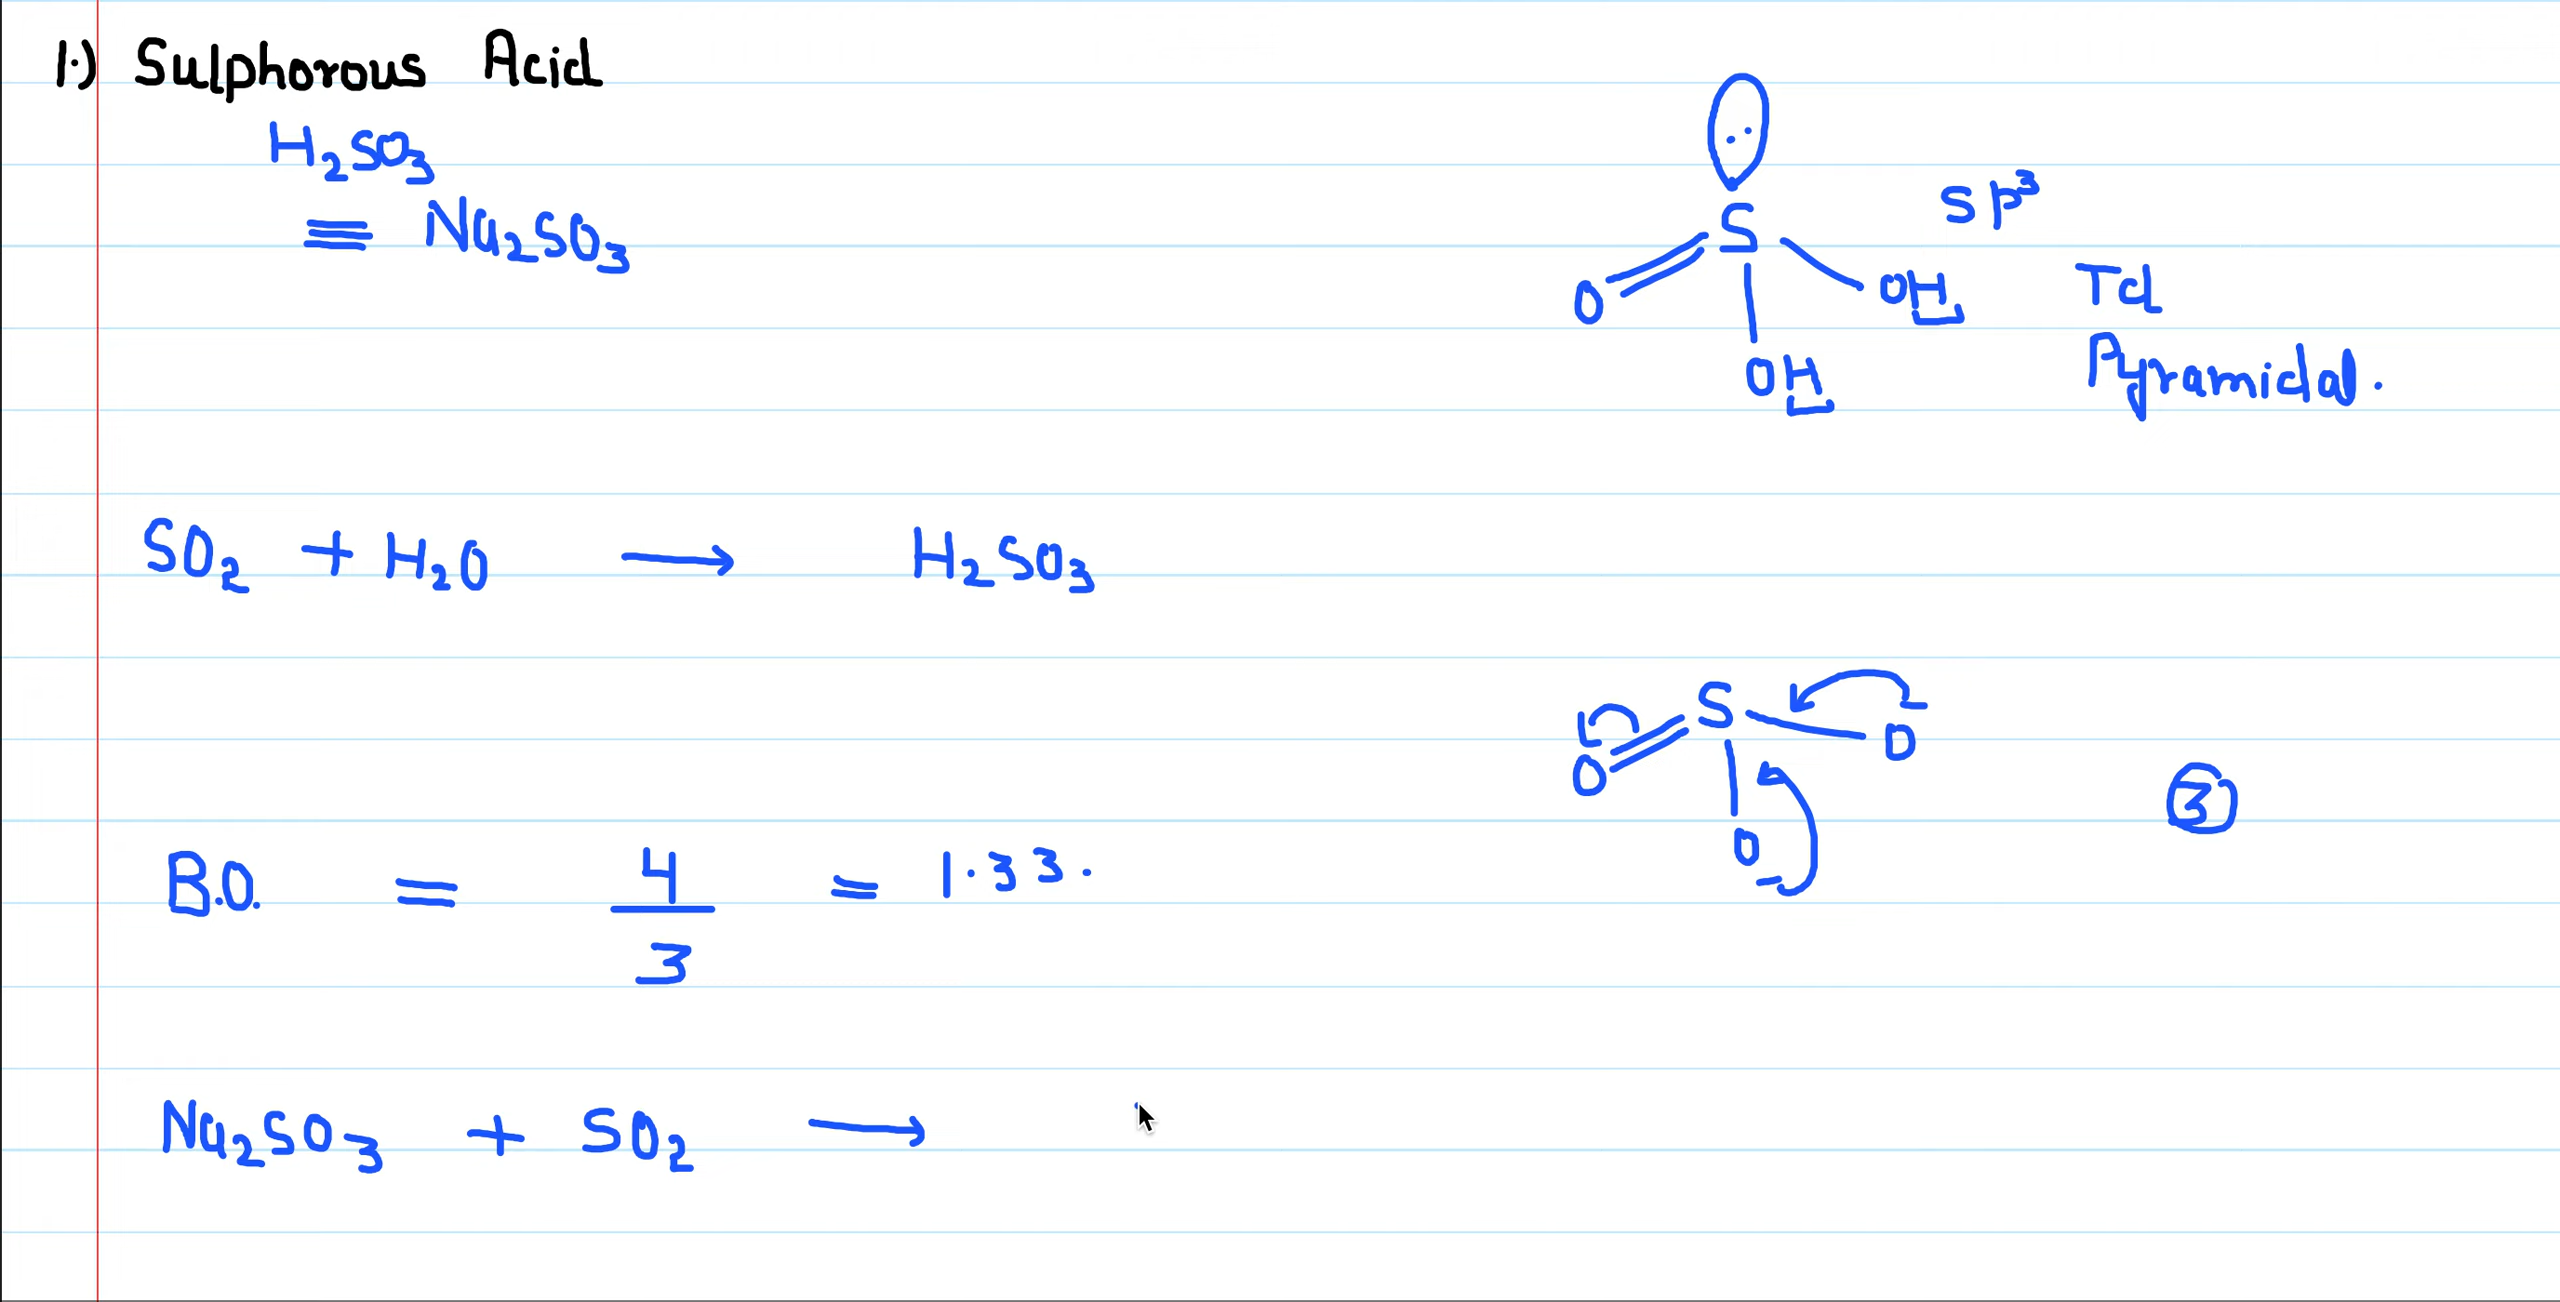 1.) Sulphorous Acid
H₂SO₃
≡ Na₂SO₃
S
O
OH
OH
sp³
Td
Pyramidal.
SO₂ + H₂O ⟶ H₂SO₃
S
O
O
O
3
B.O. = 4/3 = 1.33.
Na₂SO₃ + SO₂ ⟶